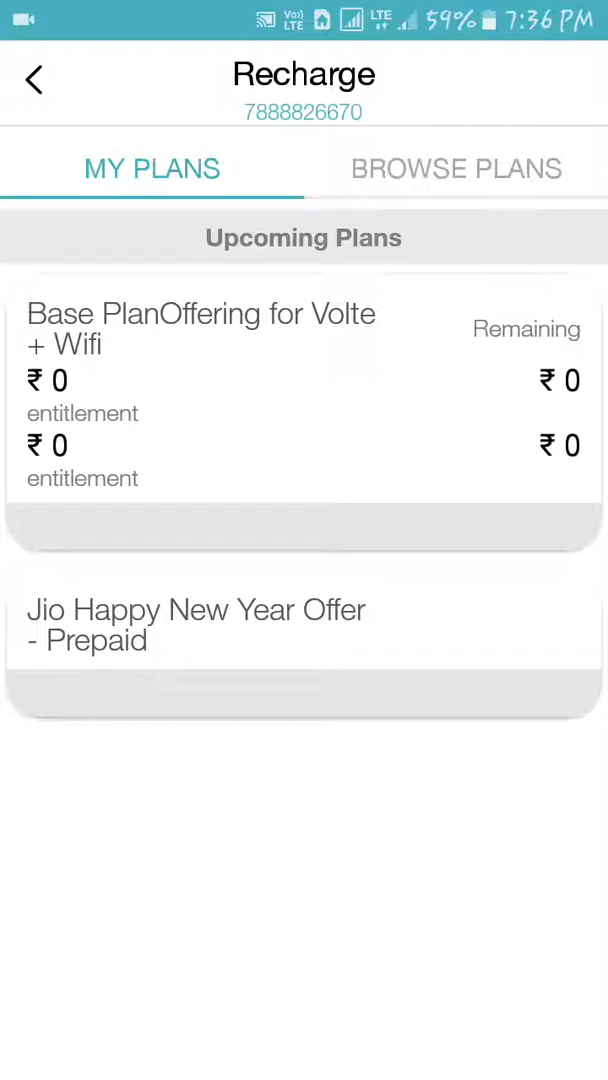 Vo)) LTE LTE 59% 7:36 PM
Recharge
7888826670
MY PLANS BROWSE PLANS
Upcoming Plans
Base PlanOffering for Volte
+ Wifi
Remaining
₹ 0 ₹ 0
entitlement
₹ 0 ₹ 0
entitlement
Jio Happy New Year Offer
- Prepaid